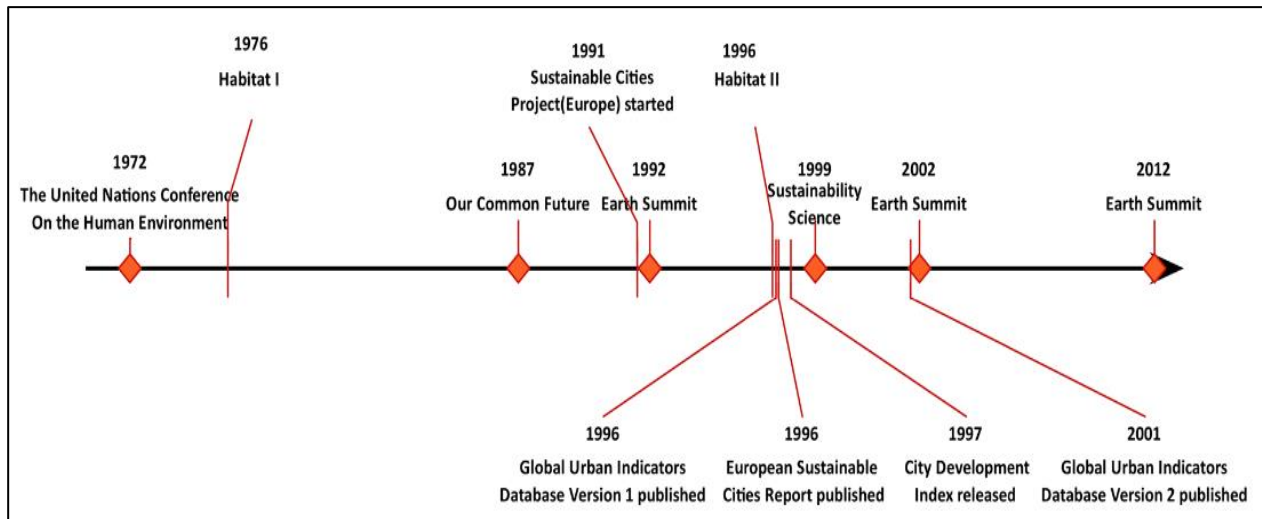 1976
Habitat I
1991
Sustainable Cities
Project(Europe) started
1996
Habitat II
1972
The United Nations Conference
On the Human Environment
1987
Our Common Future
1992
Earth Summit
1999
Sustainability
Science
2002
Earth Summit
2012
Earth Summit
1996
Global Urban Indicators
Database Version 1 published
1996
European Sustainable
Cities Report published
1997
City Development
Index released
2001
Global Urban Indicators
Database Version 2 published